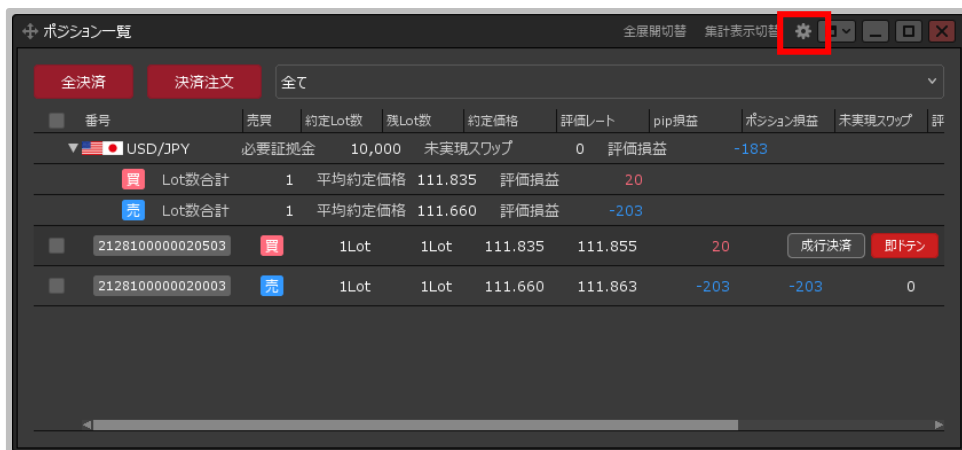 ポジション一覧 全展開切替 集計表示切替
全決済 決済注文 全て
番号 売買 約定Lot数 残Lot数 約定価格 評価レート pip損益 ポジション損益 未実現スワップ 評
▼ USD/JPY 必要証拠金 10,000 未実現スワップ 0 評価損益 -183
買 Lot数合計 1 平均約定価格 111.835 評価損益 20
売 Lot数合計 1 平均約定価格 111.660 評価損益 -203
2128100000020503 買 1Lot 1Lot 111.835 111.855 20 成行決済 即ドテン
2128100000020003 売 1Lot 1Lot 111.660 111.863 -203 -203 0